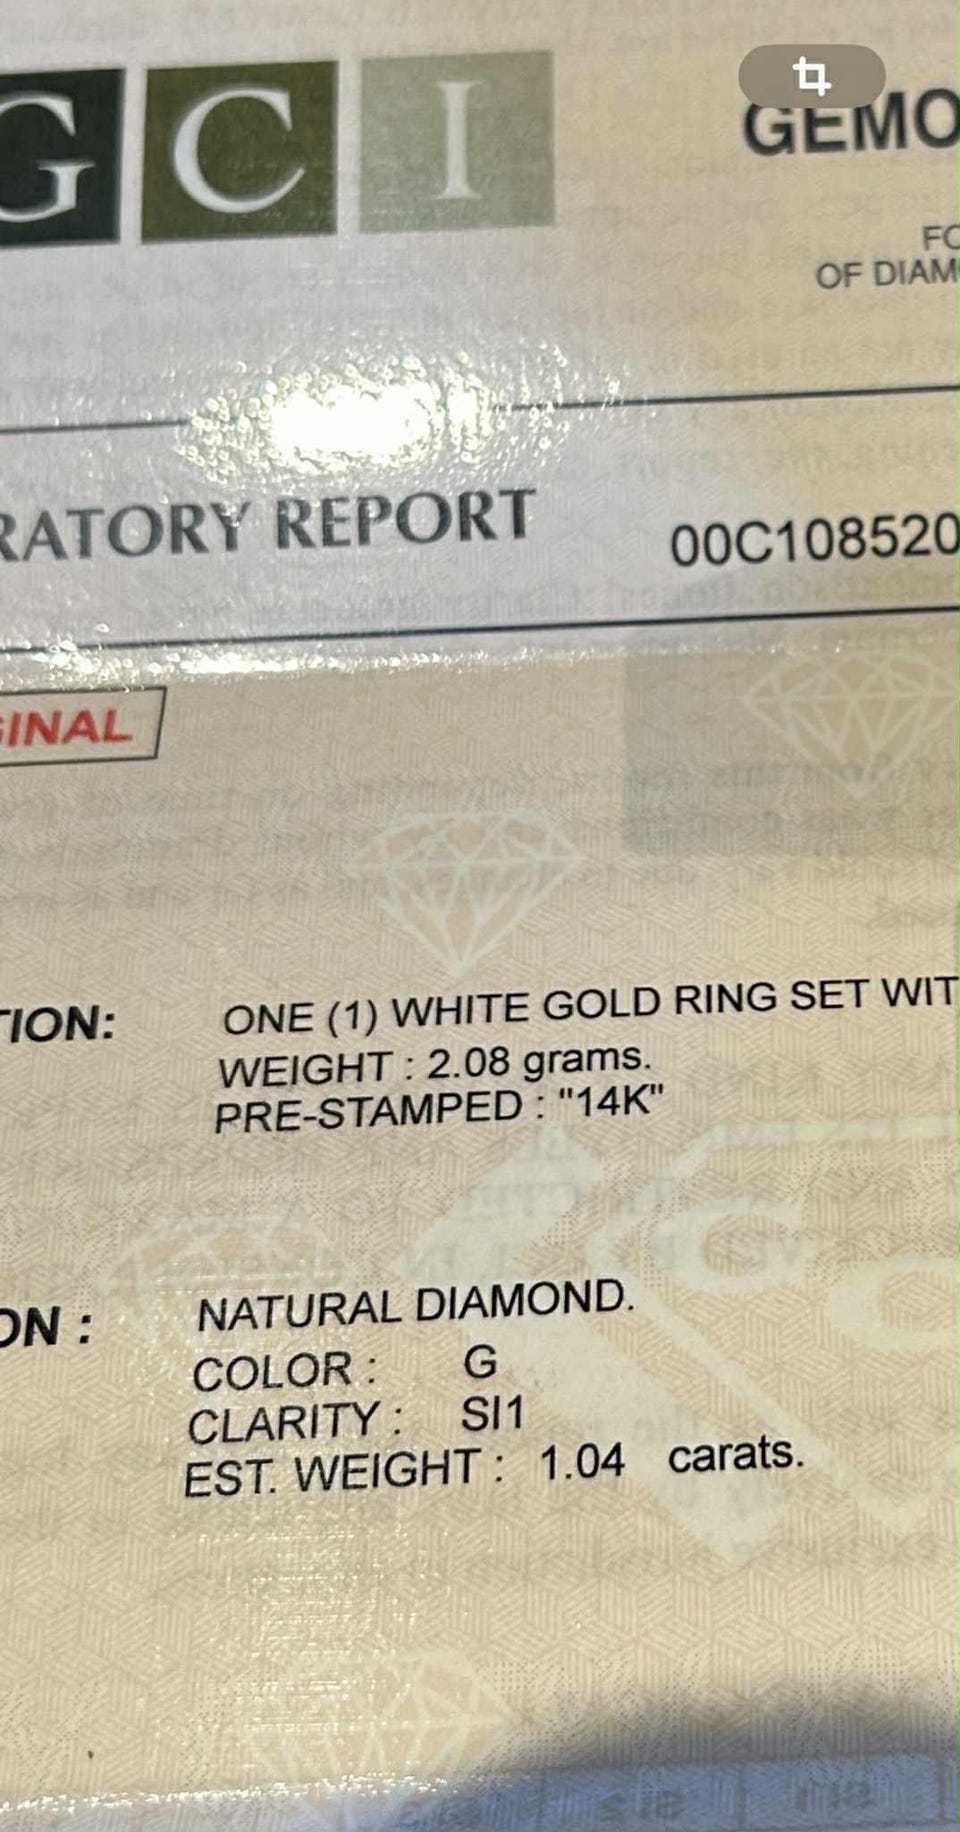 GCI
GEMO
FO
OF DIAM
RATORY REPORT
00C108520
GINAL
TION:
ONE (1) WHITE GOLD RING SET WIT
WEIGHT : 2.08 grams.
PRE-STAMPED : "14K"
ON :
NATURAL DIAMOND.
COLOR : G
CLARITY : SI1
EST. WEIGHT : 1.04 carats.